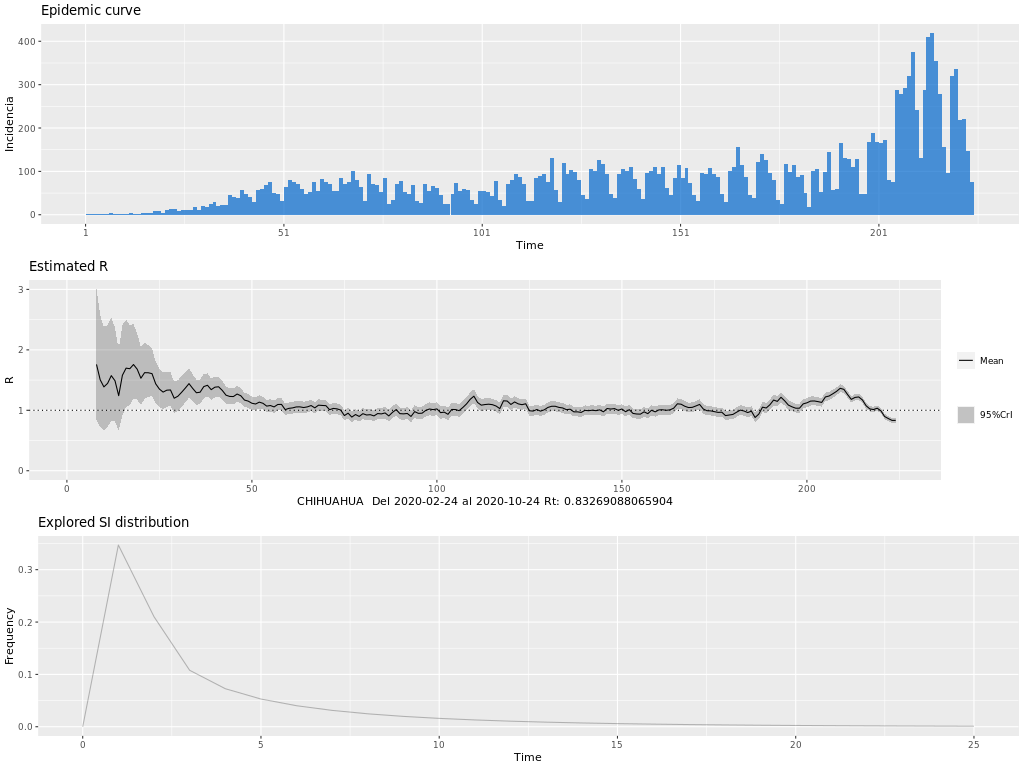 Epidemic curve
Incidencia
400
300
200
100
0
1 51 101 151 201
Time
Estimated R
R
3
2
1
0
0 50 100 150 200
Mean
95%CrI
CHIHUAHUA Del 2020-02-24 al 2020-10-24 Rt: 0.83269088065904
Explored SI distribution
Frequency
0.3
0.2
0.1
0.0
0 5 10 15 20 25
Time